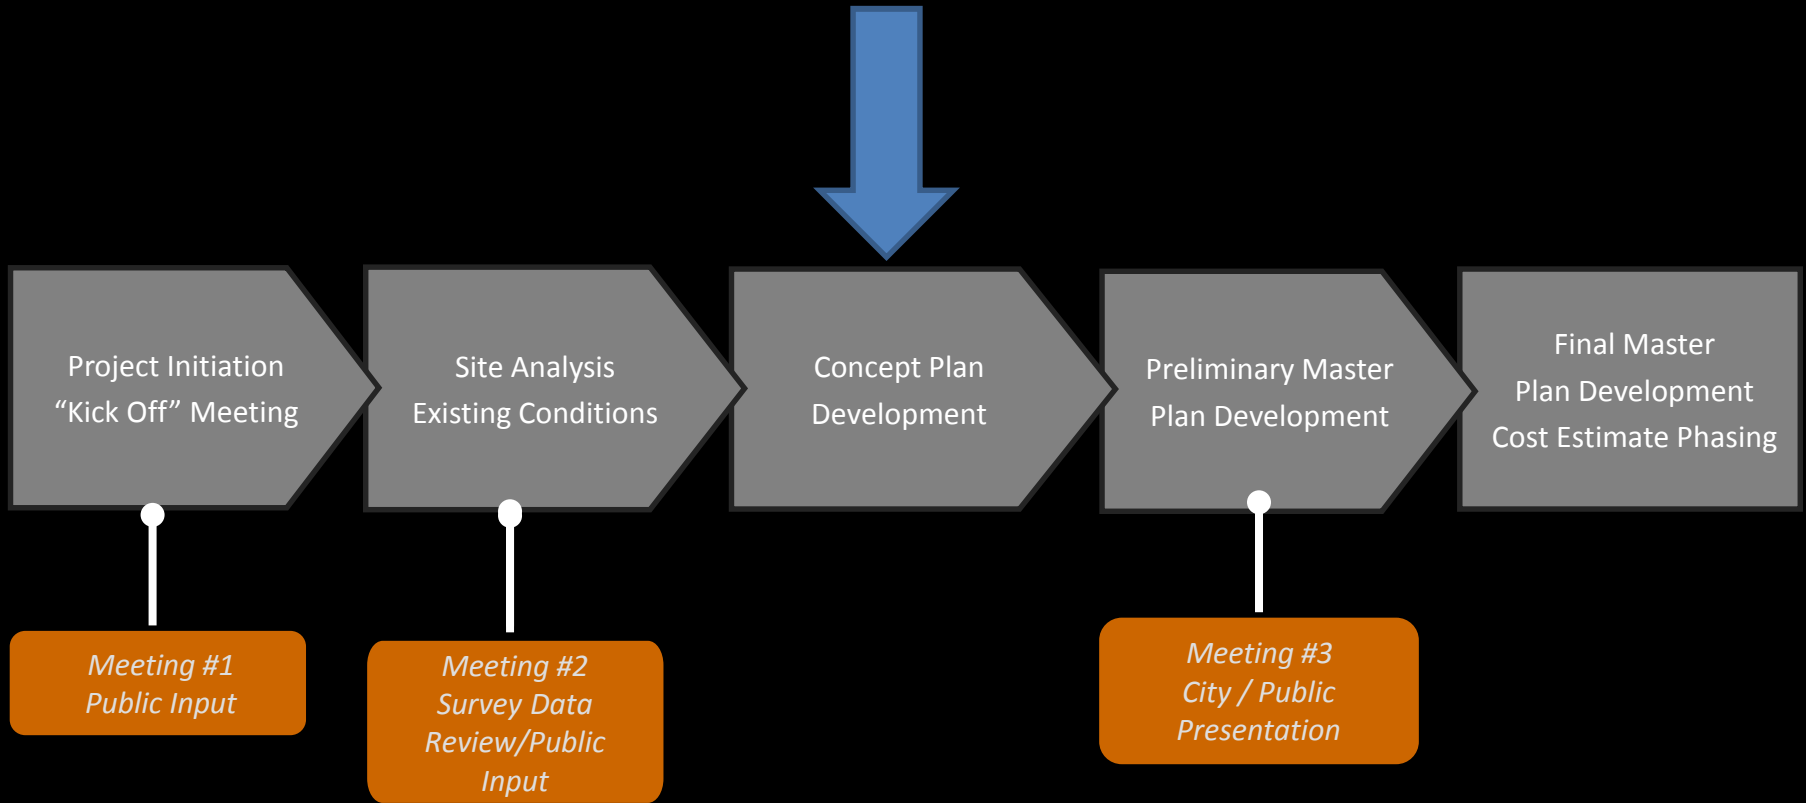 Project Initiation
“Kick Off” Meeting
Site Analysis
Existing Conditions
Concept Plan
Development
Preliminary Master
Plan Development
Final Master
Plan Development
Cost Estimate Phasing
Meeting #1
Public Input
Meeting #2
Survey Data
Review/Public
Input
Meeting #3
City / Public
Presentation